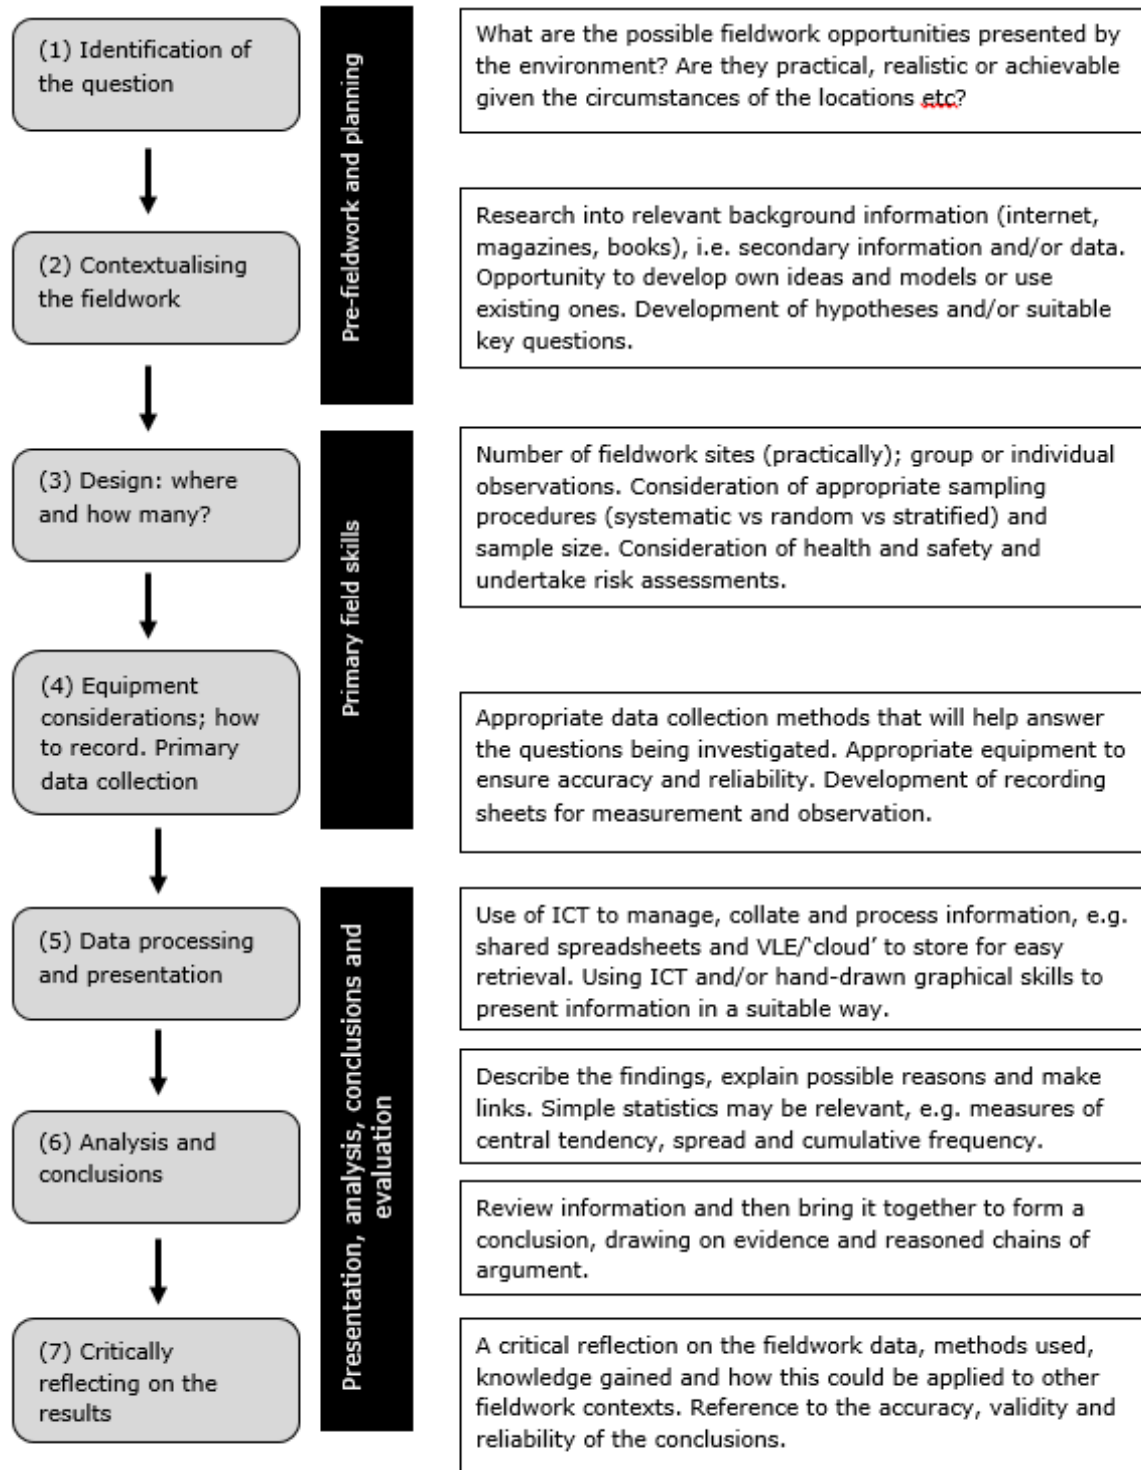 (1) Identification of
the question
Pre-fieldwork and planning
What are the possible fieldwork opportunities presented by
the environment? Are they practical, realistic or achievable
given the circumstances of the locations etc?
(2) Contextualising
the fieldwork
Research into relevant background information (internet,
magazines, books), i.e. secondary information and/or data.
Opportunity to develop own ideas and models or use
existing ones. Development of hypotheses and/or suitable
key questions.
(3) Design: where
and how many?
Primary field skills
Number of fieldwork sites (practically); group or individual
observations. Consideration of appropriate sampling
procedures (systematic vs random vs stratified) and
sample size. Consideration of health and safety and
undertake risk assessments.
(4) Equipment
considerations; how
to record. Primary
data collection
Appropriate data collection methods that will help answer
the questions being investigated. Appropriate equipment to
ensure accuracy and reliability. Development of recording
sheets for measurement and observation.
(5) Data processing
and presentation
Presentation, analysis, conclusions and
evaluation
Use of ICT to manage, collate and process information, e.g.
shared spreadsheets and VLE/‘cloud’ to store for easy
retrieval. Using ICT and/or hand-drawn graphical skills to
present information in a suitable way.
(6) Analysis and
conclusions
Describe the findings, explain possible reasons and make
links. Simple statistics may be relevant, e.g. measures of
central tendency, spread and cumulative frequency.
Review information and then bring it together to form a
conclusion, drawing on evidence and reasoned chains of
argument.
(7) Critically
reflecting on the
results
A critical reflection on the fieldwork data, methods used,
knowledge gained and how this could be applied to other
fieldwork contexts. Reference to the accuracy, validity and
reliability of the conclusions.